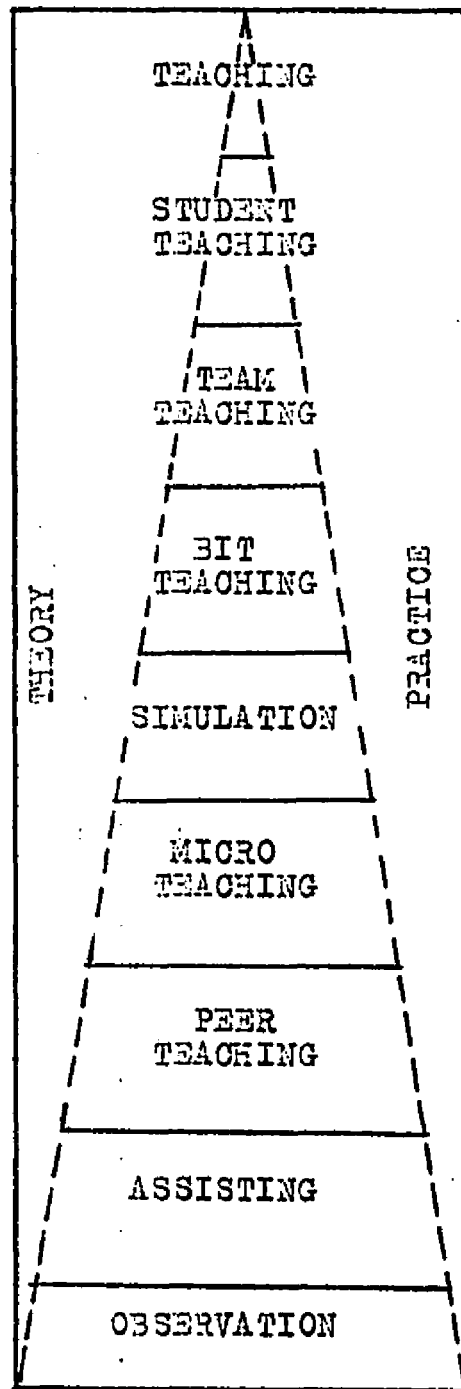 TEACHING
STUDENT
TEACHING
TEAM
TEACHING
BIT
TEACHING
THEORY
PRACTICE
SIMULATION
MICRO
TEACHING
PEER
TEACHING
ASSISTING
OBSERVATION